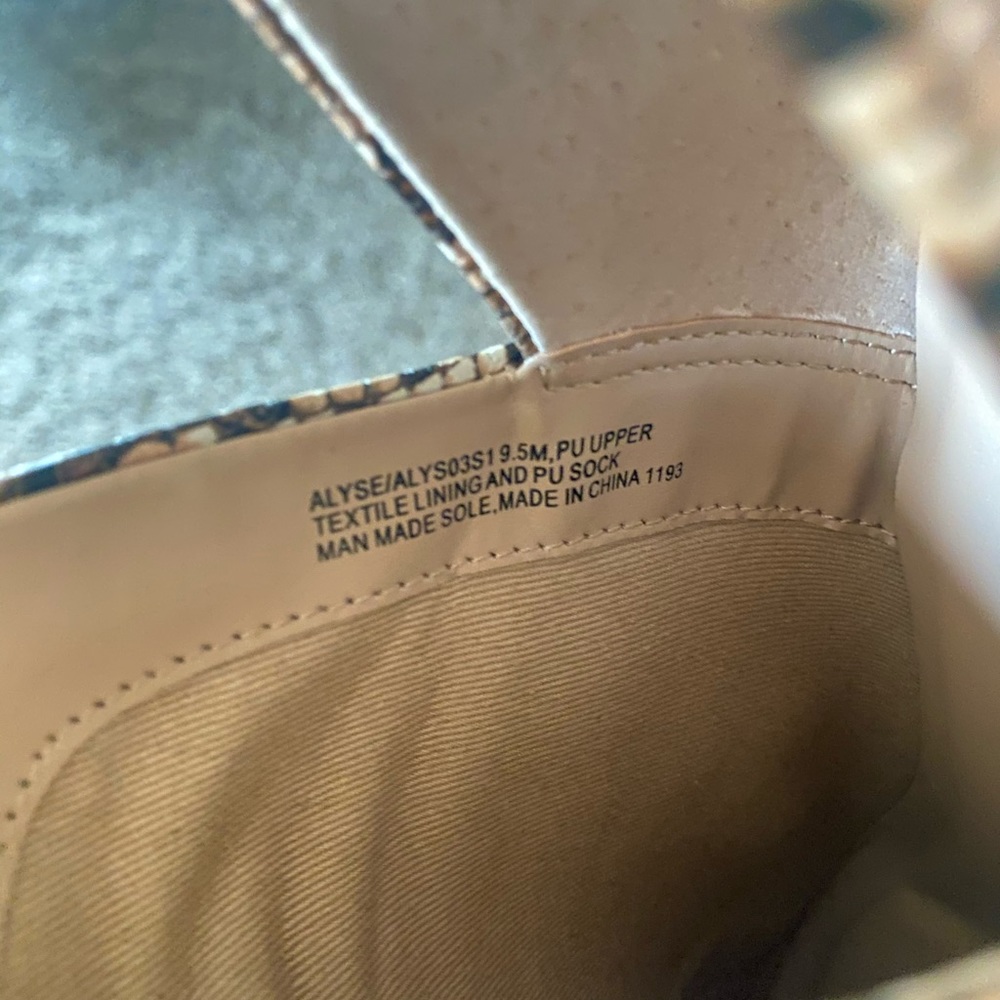 ALYSE/ALYS03S1 9.5M,PU UPPER
TEXTILE LINING AND PU SOCK
MAN MADE SOLE.MADE IN CHINA 1193